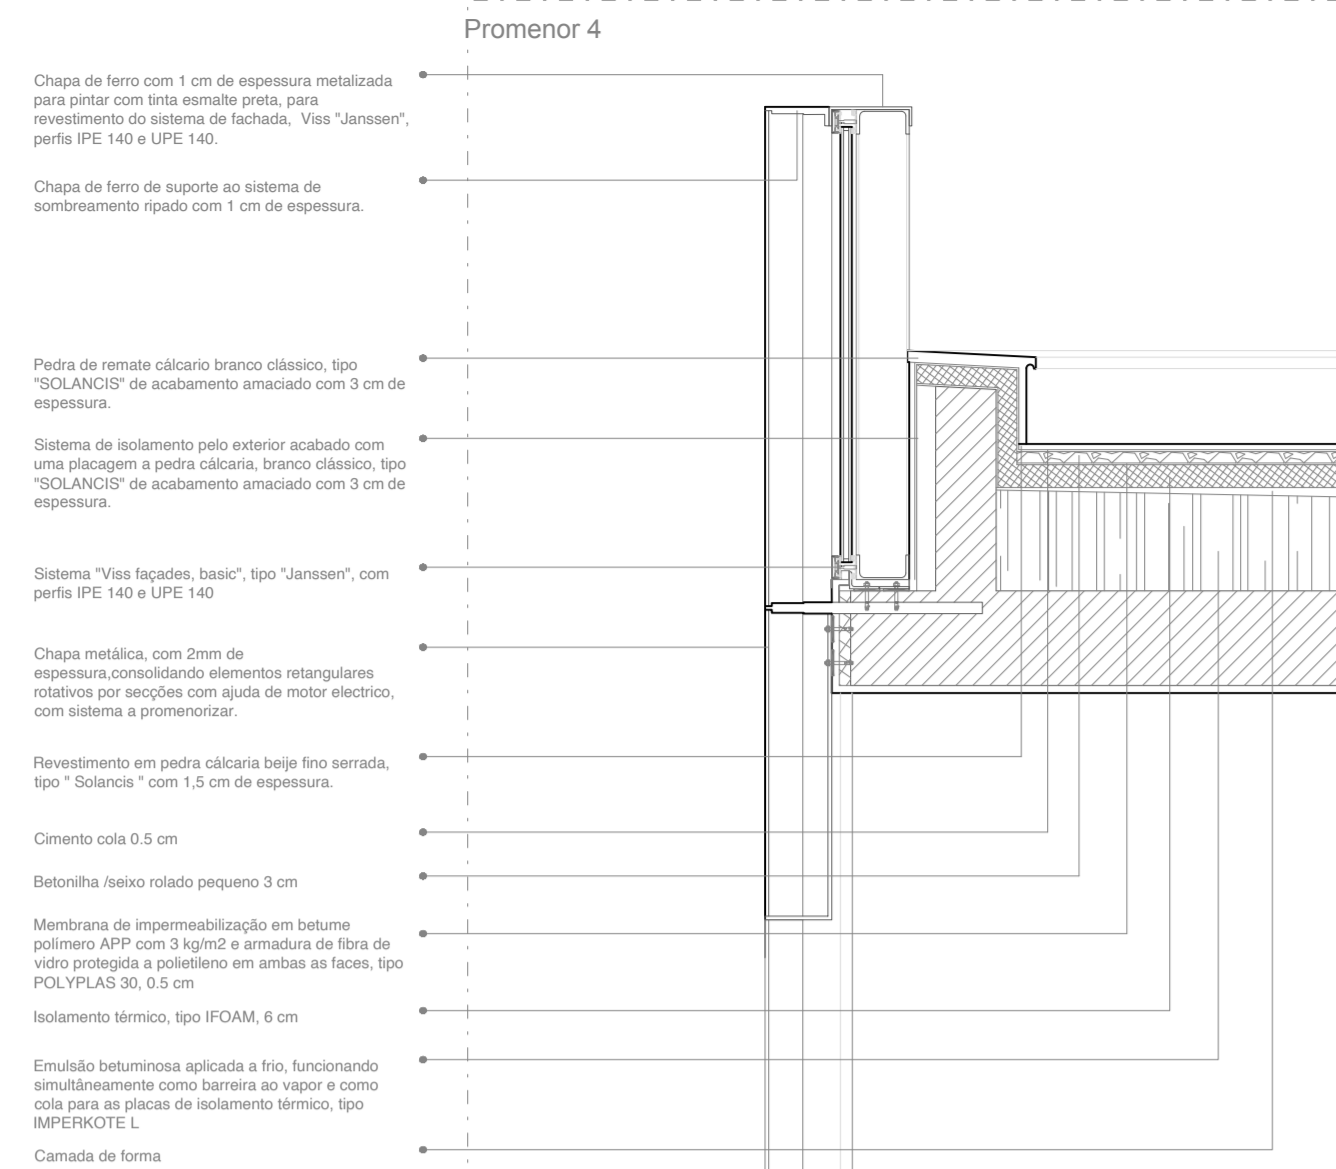 Promenor 4
Chapa de ferro com 1 cm de espessura metalizada
para pintar com tinta esmalte preta, para
revestimento do sistema de fachada, Viss "Janssen",
perfis IPE 140 e UPE 140.
Chapa de ferro de suporte ao sistema de
sombreamento ripado com 1 cm de espessura.
Pedra de remate cálcario branco clássico, tipo
"SOLANCIS" de acabamento amaciado com 3 cm de
espessura.
Sistema de isolamento pelo exterior acabado com
uma placagem a pedra cálcaria, branco clássico, tipo
"SOLANCIS" de acabamento amaciado com 3 cm de
espessura.
Sistema "Viss façades, basic", tipo "Janssen", com
perfis IPE 140 e UPE 140
Chapa metálica, com 2mm de
espessura,consolidando elementos retangulares
rotativos por secções com ajuda de motor electrico,
com sistema a promenorizar.
Revestimento em pedra cálcaria beije fino serrada,
tipo " Solancis " com 1,5 cm de espessura.
Cimento cola 0.5 cm
Betonilha /seixo rolado pequeno 3 cm
Membrana de impermeabilização em betume
polímero APP com 3 kg/m2 e armadura de fibra de
vidro protegida a polietileno em ambas as faces, tipo
POLYPLAS 30, 0.5 cm
Isolamento térmico, tipo IFOAM, 6 cm
Emulsão betuminosa aplicada a frio, funcionando
simultâneamente como barreira ao vapor e como
cola para as placas de isolamento térmico, tipo
IMPERKOTE L
Camada de forma